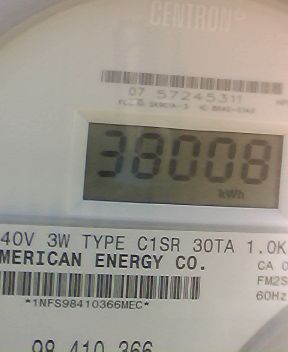 CENTRON
07 57245311
38008
kWh
40V 3W TYPE C1SR 30TA 1.0K
MERICAN ENERGY CO.
CA 0
FM2S
*1NFS98410366MEC*
60Hz
98 410 366